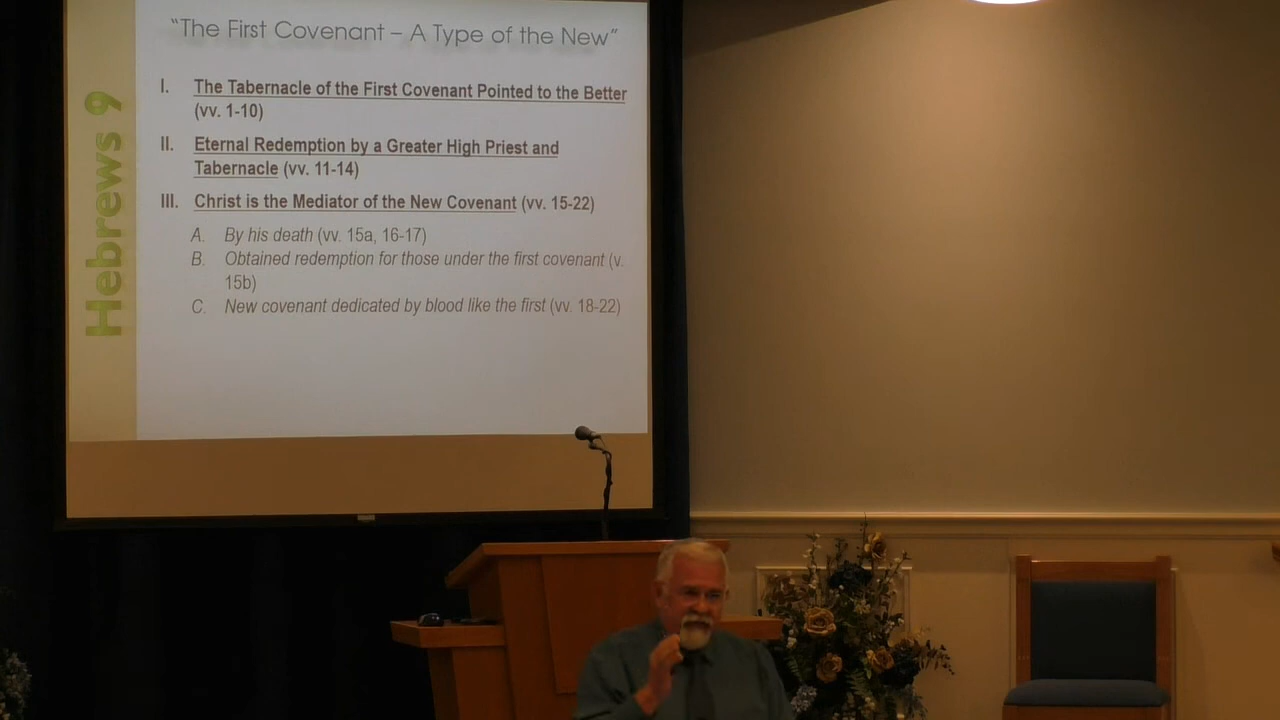 "The First Covenant – A Type of the New"
Hebrews 9
I. The Tabernacle of the First Covenant Pointed to the Better
(vv. 1-10)
II. Eternal Redemption by a Greater High Priest and
Tabernacle (vv. 11-14)
III. Christ is the Mediator of the New Covenant (vv. 15-22)
A. By his death (vv. 15a, 16-17)
B. Obtained redemption for those under the first covenant (v.
15b)
C. New covenant dedicated by blood like the first (vv. 18-22)